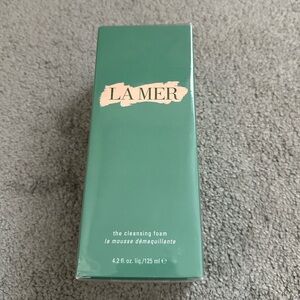 LA MER
the cleansing foam
la mousse démaquillante
4.2 fl. oz. liq/125 ml ℮